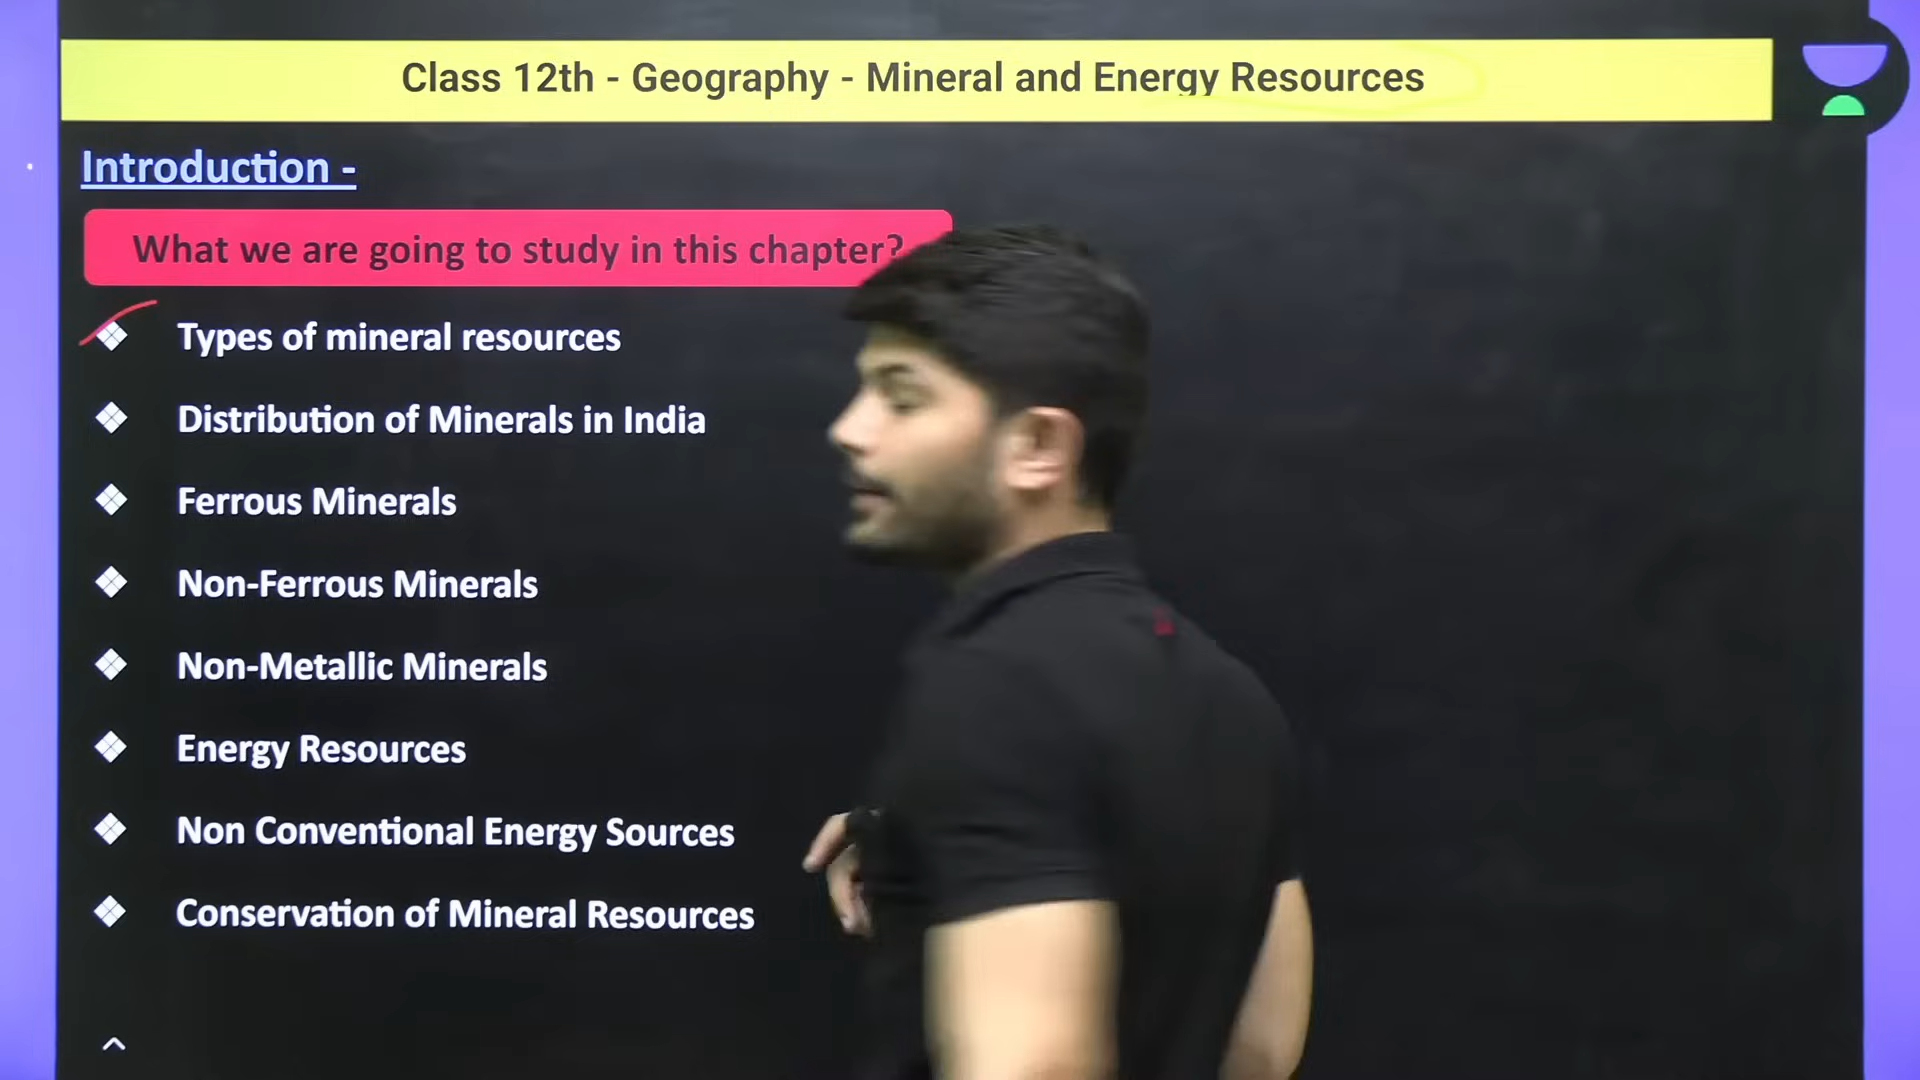 Class 12th - Geography - Mineral and Energy Resources
Introduction -
What we are going to study in this chapter?
Types of mineral resources
Distribution of Minerals in India
Ferrous Minerals
Non-Ferrous Minerals
Non-Metallic Minerals
Energy Resources
Non Conventional Energy Sources
Conservation of Mineral Resources